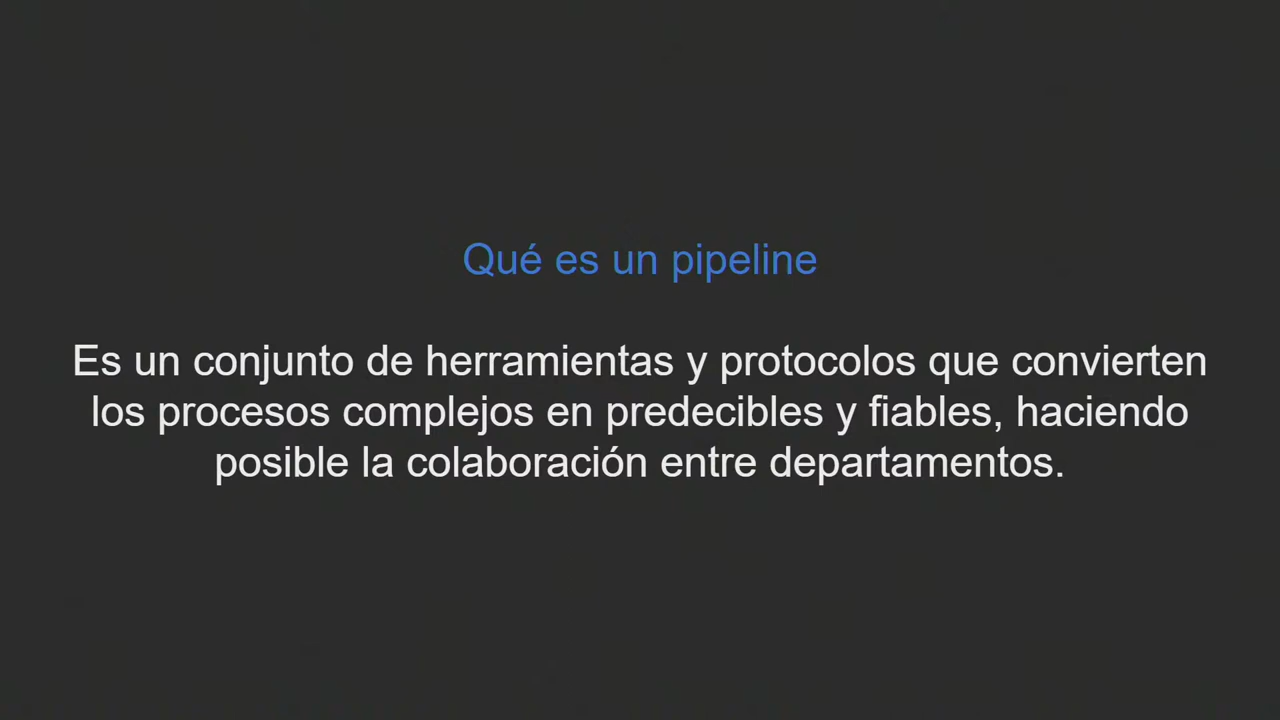 Qué es un pipeline
Es un conjunto de herramientas y protocolos que convierten
los procesos complejos en predecibles y fiables, haciendo
posible la colaboración entre departamentos.